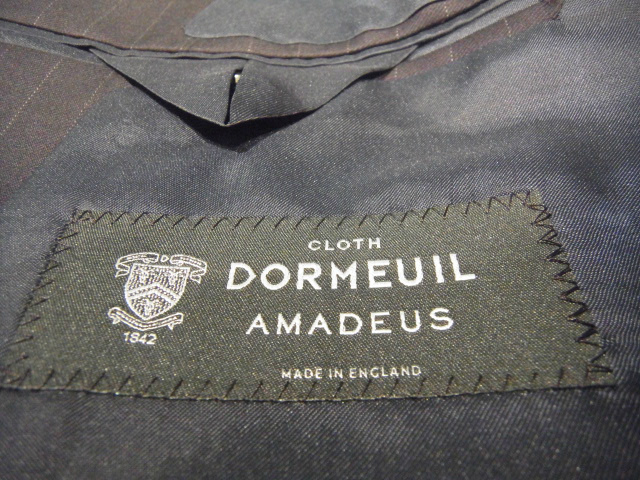 CLOTH
DORMEUIL
AMADEUS
1842
MADE IN ENGLAND